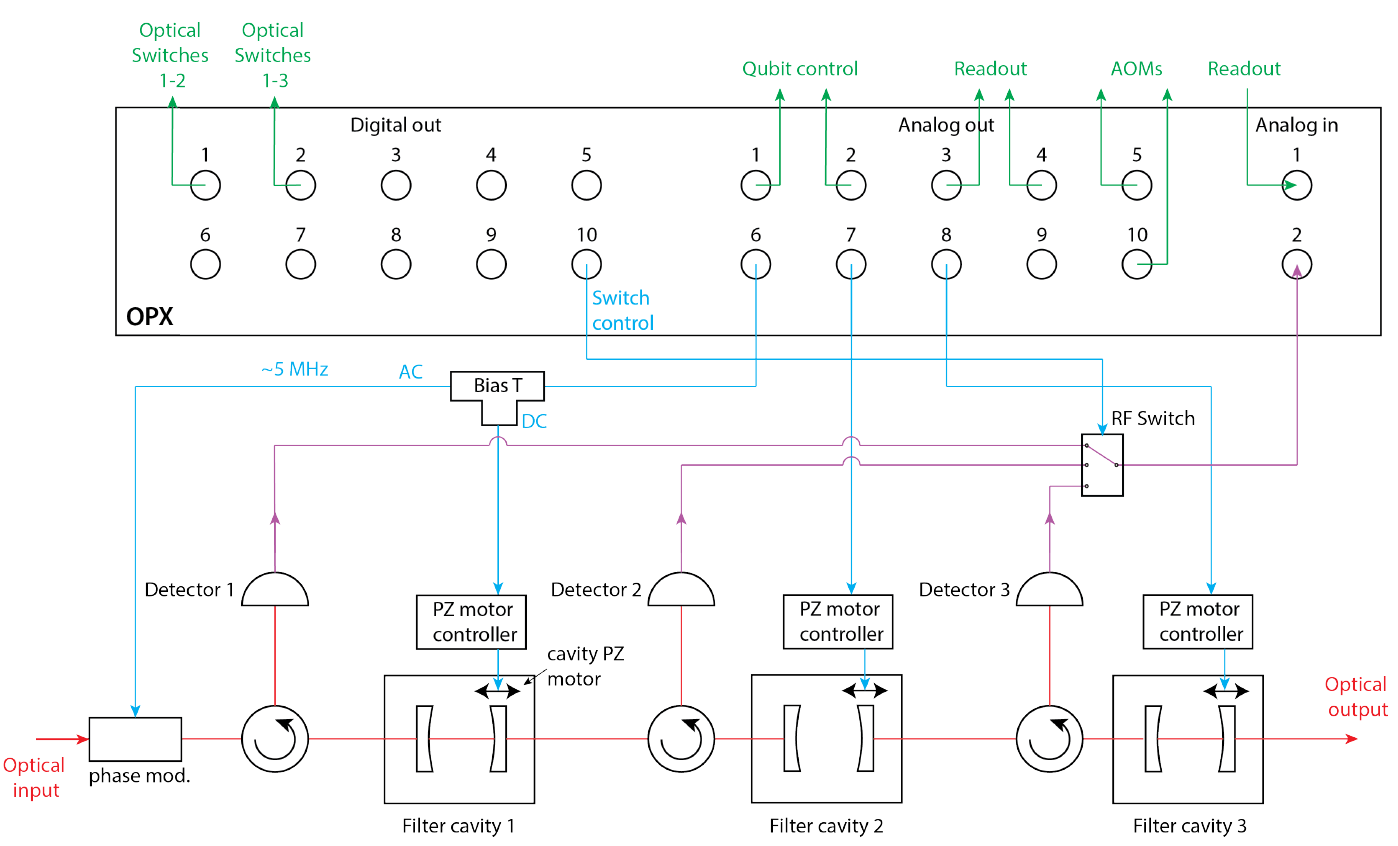 Optical
Switches
1-2
Optical
Switches
1-3
Qubit control
Readout
AOMs
Readout
Digital out
Analog out
Analog in
1
2
3
4
5
1
2
3
4
5
1
6
7
8
9
10
6
7
8
9
10
2
OPX
Switch
control
~5 MHz
AC
Bias T
DC
RF Switch
Detector 1
Detector 2
Detector 3
PZ motor
controller
PZ motor
controller
PZ motor
controller
cavity PZ
motor
Optical
output
Optical
input
phase mod.
Filter cavity 1
Filter cavity 2
Filter cavity 3